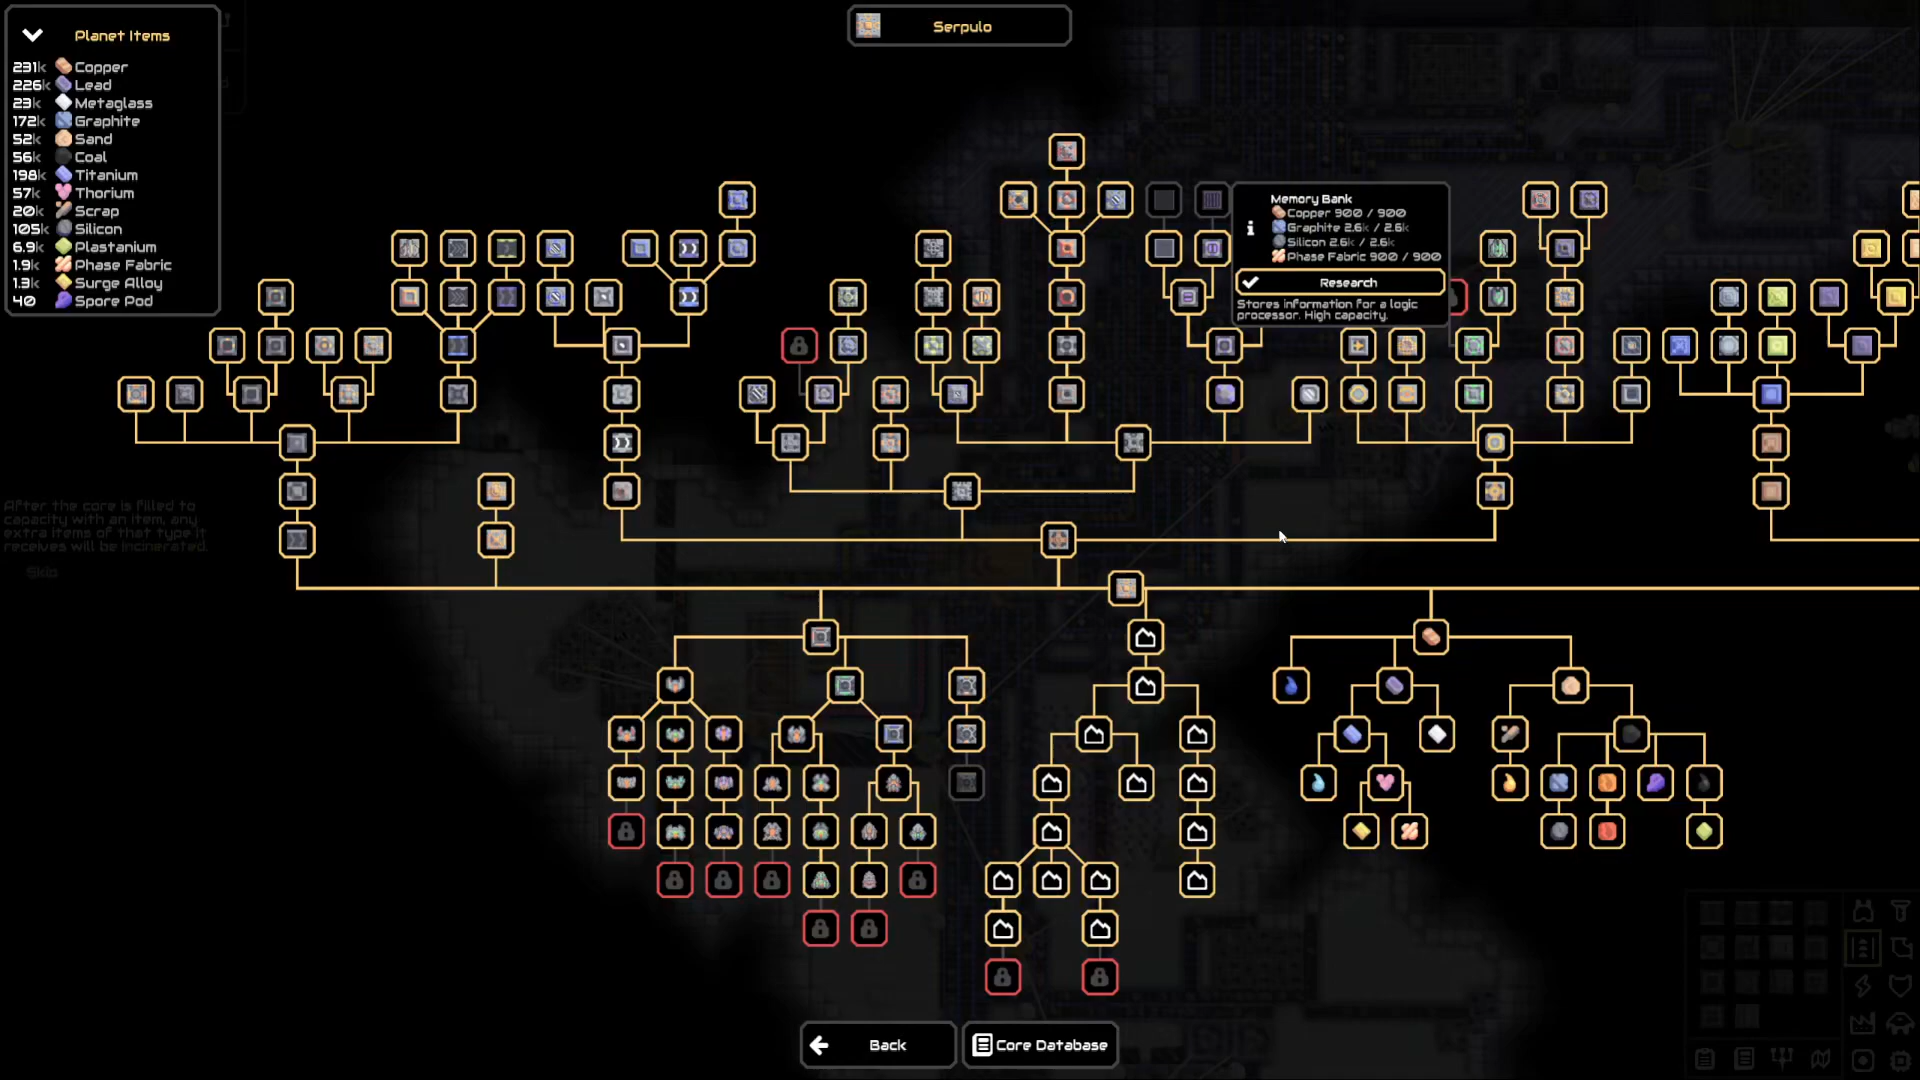 Planet Items
231k Copper
226k Lead
23k Metaglass
172k Graphite
52k Sand
56k Coal
198k Titanium
57k Thorium
20k Scrap
105k Silicon
6.9k Plastanium
1.9k Phase Fabric
1.3k Surge Alloy
40 Spore Pod
Serpulo
Memory Bank
Copper 900 / 900
Graphite 2.6k / 2.6k
Silicon 2.6k / 2.6k
Phase Fabric 900 / 900
Research
Stores information for a logic
processor. High capacity.
After the core is filled to
capacity with an item, any
extra items of that type it
receives will be incinerated.
Skip
Back
Core Database